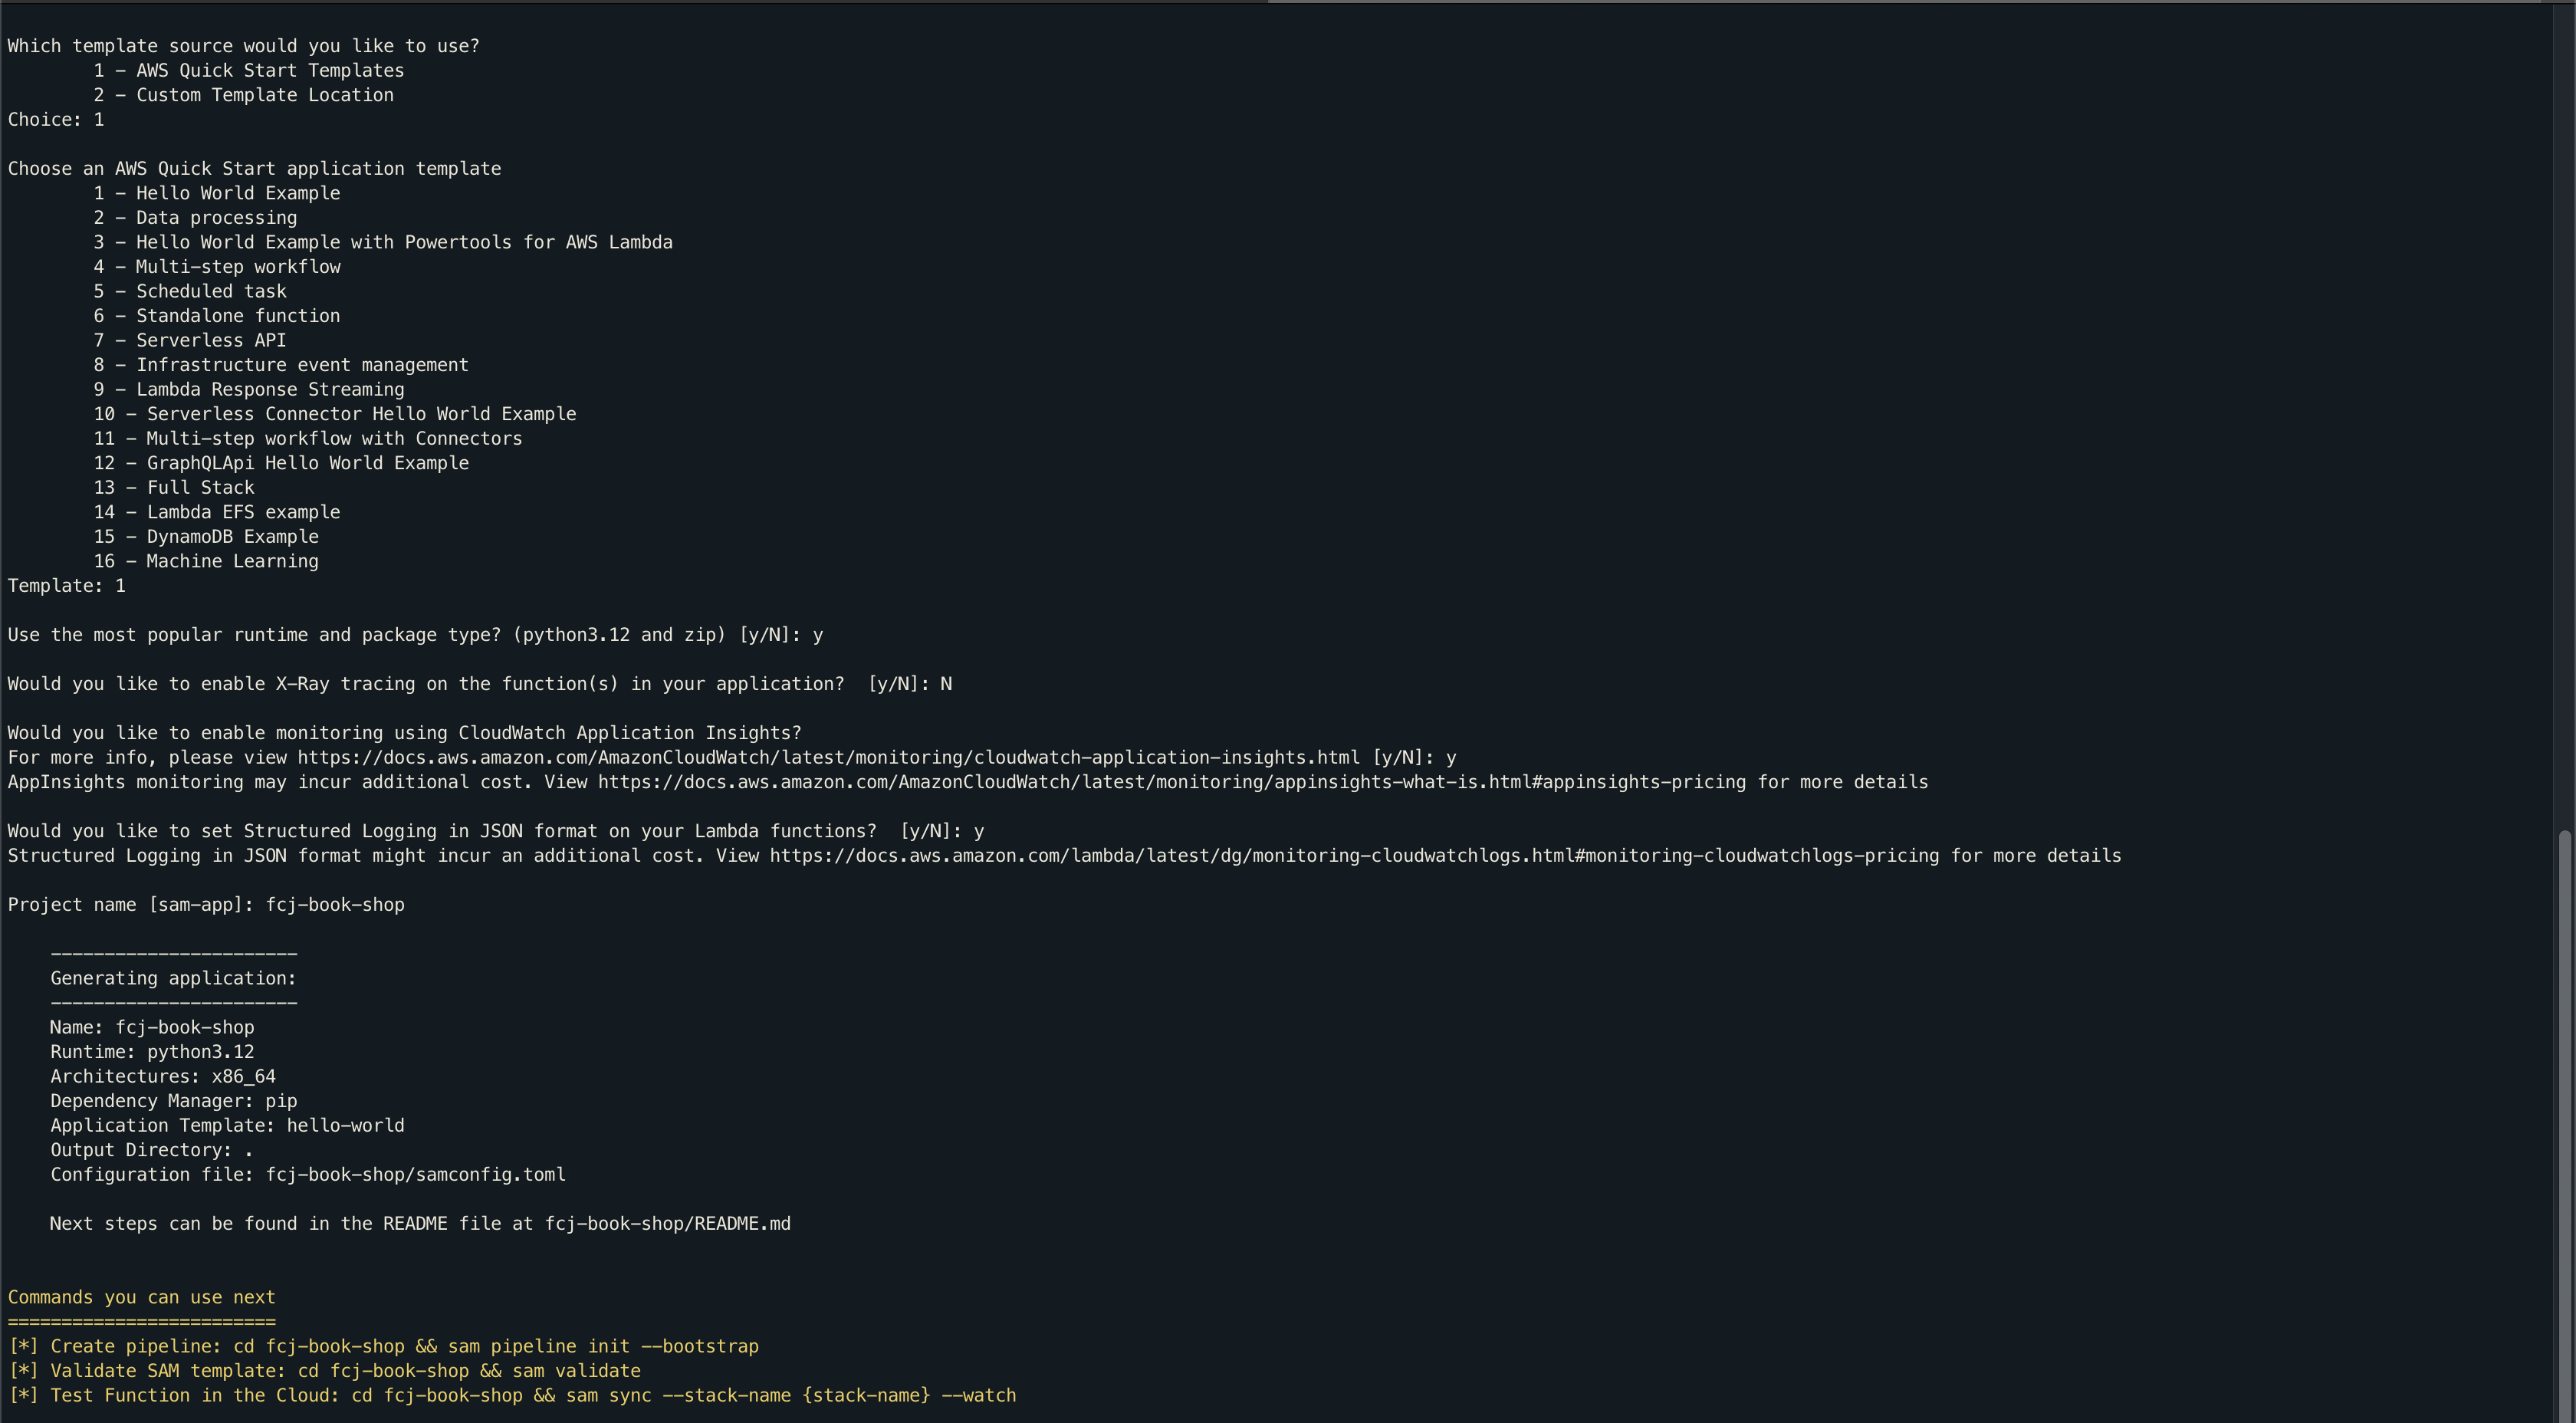 Which template source would you like to use?
1 - AWS Quick Start Templates
2 - Custom Template Location
Choice: 1
Choose an AWS Quick Start application template
1 - Hello World Example
2 - Data processing
3 - Hello World Example with Powertools for AWS Lambda
4 - Multi-step workflow
5 - Scheduled task
6 - Standalone function
7 - Serverless API
8 - Infrastructure event management
9 - Lambda Response Streaming
10 - Serverless Connector Hello World Example
11 - Multi-step workflow with Connectors
12 - GraphQLApi Hello World Example
13 - Full Stack
14 - Lambda EFS example
15 - DynamoDB Example
16 - Machine Learning
Template: 1
Use the most popular runtime and package type? (python3.12 and zip) [y/N]: y
Would you like to enable X-Ray tracing on the function(s) in your application?  [y/N]: N
Would you like to enable monitoring using CloudWatch Application Insights?
For more info, please view https://docs.aws.amazon.com/AmazonCloudWatch/latest/monitoring/cloudwatch-application-insights.html [y/N]: y
AppInsights monitoring may incur additional cost. View https://docs.aws.amazon.com/AmazonCloudWatch/latest/monitoring/appinsights-what-is.html#appinsights-pricing for more details
Would you like to set Structured Logging in JSON format on your Lambda functions?  [y/N]: y
Structured Logging in JSON format might incur an additional cost. View https://docs.aws.amazon.com/lambda/latest/dg/monitoring-cloudwatchlogs.html#monitoring-cloudwatchlogs-pricing for more details
Project name [sam-app]: fcj-book-shop
-----------------------
Generating application:
-----------------------
Name: fcj-book-shop
Runtime: python3.12
Architectures: x86_64
Dependency Manager: pip
Application Template: hello-world
Output Directory: .
Configuration file: fcj-book-shop/samconfig.toml
Next steps can be found in the README file at fcj-book-shop/README.md
Commands you can use next
=========================
[*] Create pipeline: cd fcj-book-shop && sam pipeline init --bootstrap
[*] Validate SAM template: cd fcj-book-shop && sam validate
[*] Test Function in the Cloud: cd fcj-book-shop && sam sync --stack-name {stack-name} --watch